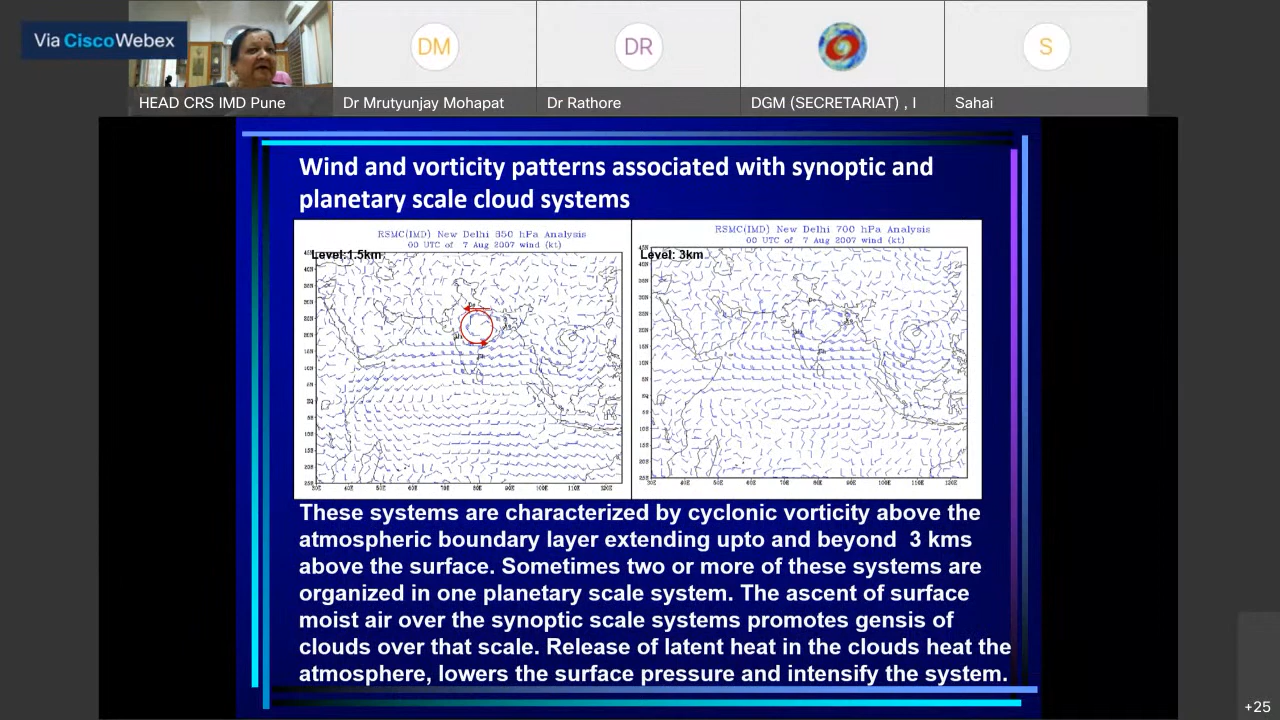 Via Cisco Webex
DM
DR
S
HEAD CRS IMD Pune
Dr Mrutyunjay Mohapat
Dr Rathore
DGM (SECRETARIAT) , I
Sahai
Wind and vorticity patterns associated with synoptic and
planetary scale cloud systems
RSMC(IMD) New Delhi 850 hPa Analysis
00 UTC of 7 Aug 2007 wind (kt)
Level:1.5km
RSMC(IMD) New Delhi 700 hPa Analysis
00 UTC of 7 Aug 2007 wind (kt)
Level: 3km
These systems are characterized by cyclonic vorticity above the
atmospheric boundary layer extending upto and beyond 3 kms
above the surface. Sometimes two or more of these systems are
organized in one planetary scale system. The ascent of surface
moist air over the synoptic scale systems promotes gensis of
clouds over that scale. Release of latent heat in the clouds heat the
atmosphere, lowers the surface pressure and intensify the system.
+25